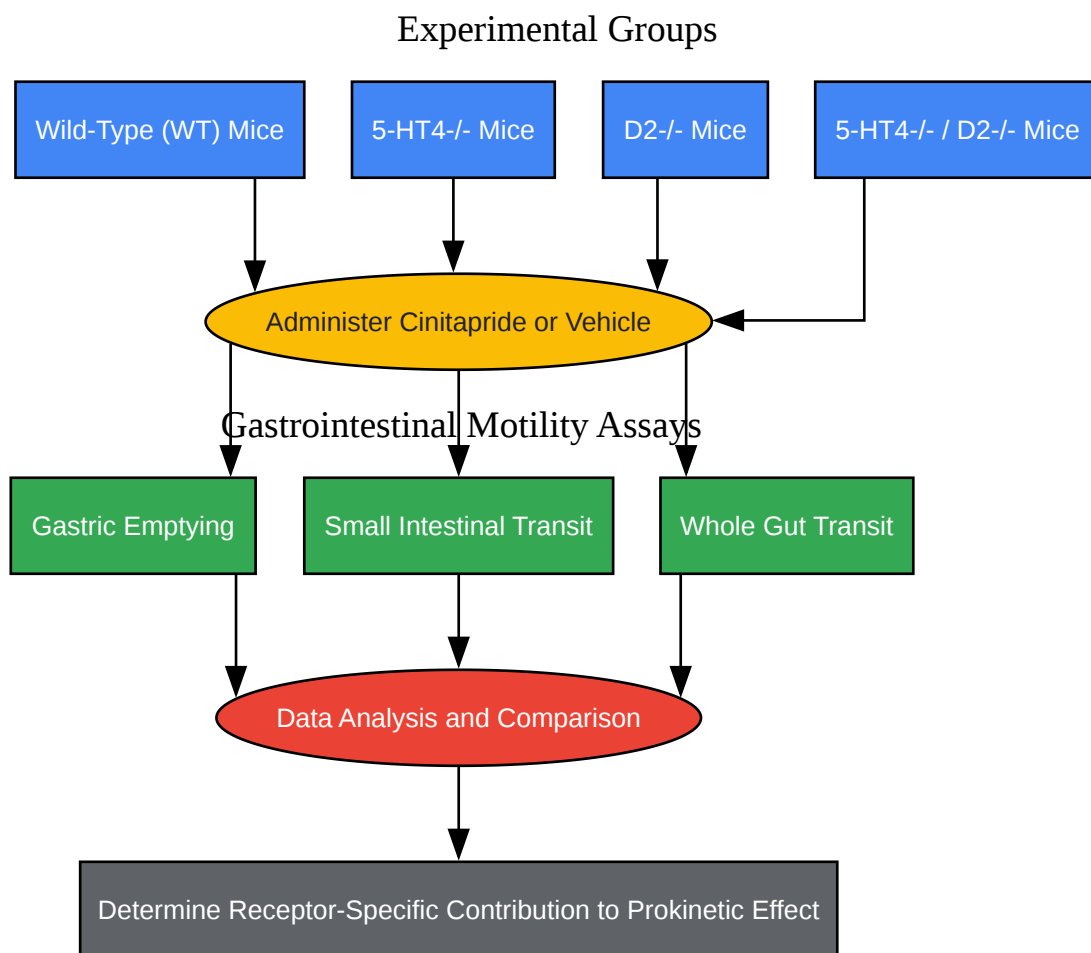 Experimental Groups
Wild-Type (WT) Mice
5-HT4-/- Mice
D2-/- Mice
5-HT4-/- / D2-/- Mice
Administer Cinitapride or Vehicle
Gastrointestinal Motility Assays
Gastric Emptying
Small Intestinal Transit
Whole Gut Transit
Data Analysis and Comparison
Determine Receptor-Specific Contribution to Prokinetic Effect